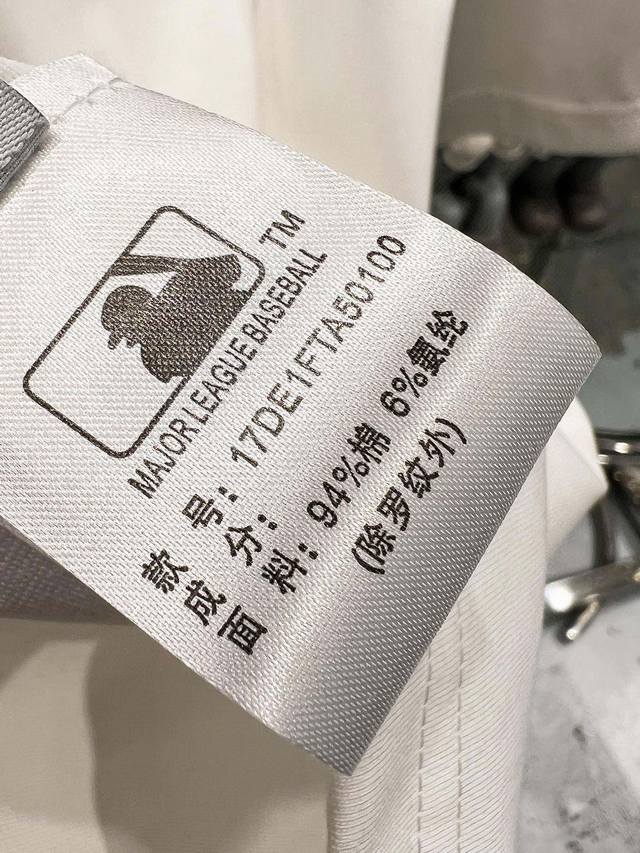 TM
MAJOR LEAGUE BASEBALL
款 号： 17DE1FTA50100
成 分：
面 料： 94%棉 6%氨纶
(除罗纹外)